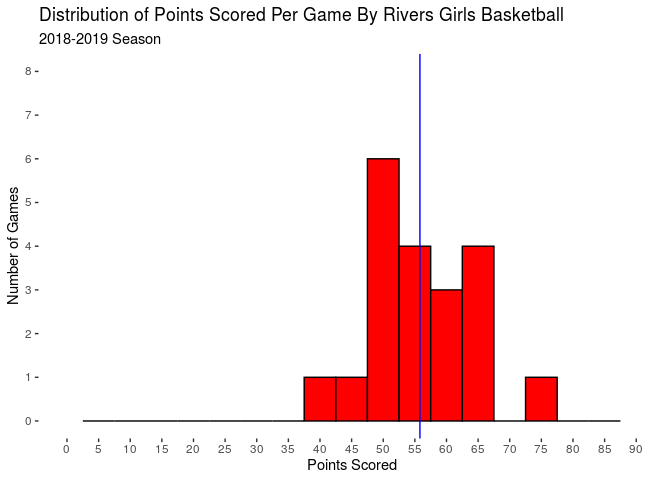 Distribution of Points Scored Per Game By Rivers Girls Basketball
2018-2019 Season
8
7
6
5
4
3
2
1
0
Number of Games
0 5 10 15 20 25 30 35 40 45 50 55 60 65 70 75 80 85 90
Points Scored